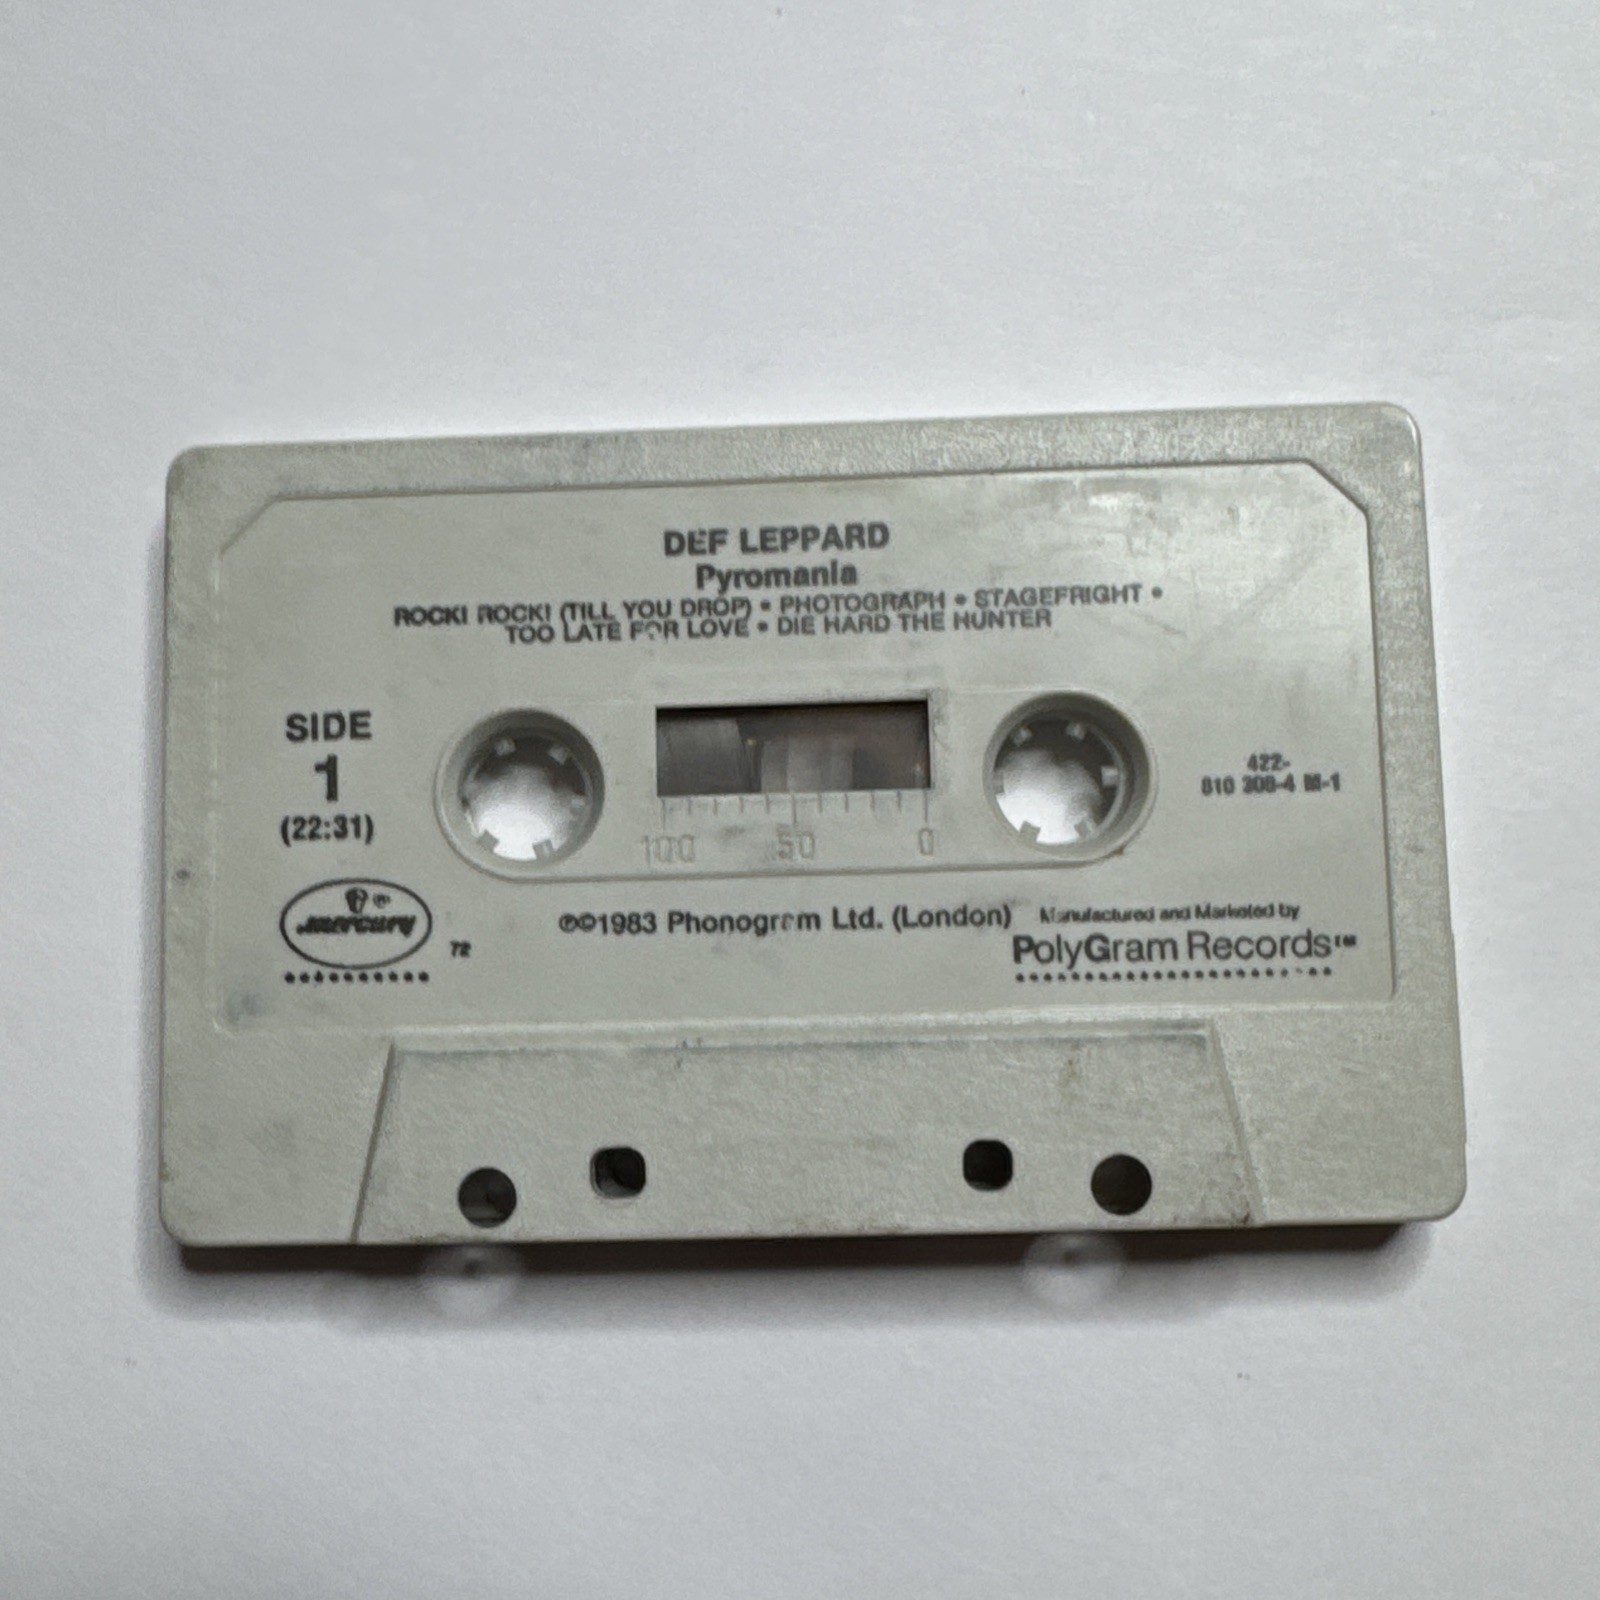 DEF LEPPARD
Pyromania
ROCK! ROCK! (TILL YOU DROP) • PHOTOGRAPH • STAGEFRIGHT •
TOO LATE FOR LOVE • DIE HARD THE HUNTER
SIDE
1
(22:31)
100 50 0
422-
810 308-4 M-1
mercury
72
℗©1983 Phonogram Ltd. (London)
Manufactured and Marketed by
PolyGram Records™